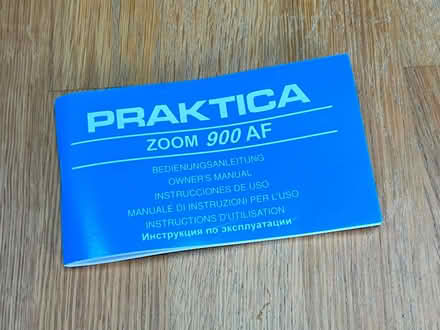 PRAKTICA
ZOOM 900 AF
BEDIENUNGSANLEITUNG
OWNER'S MANUAL
INSTRUCCIONES DE USO
MANUALE DI INSTRUZIONI PER L'USO
INSTRUCTIONS D'UTILISATION
Инструкция по эксплуатации